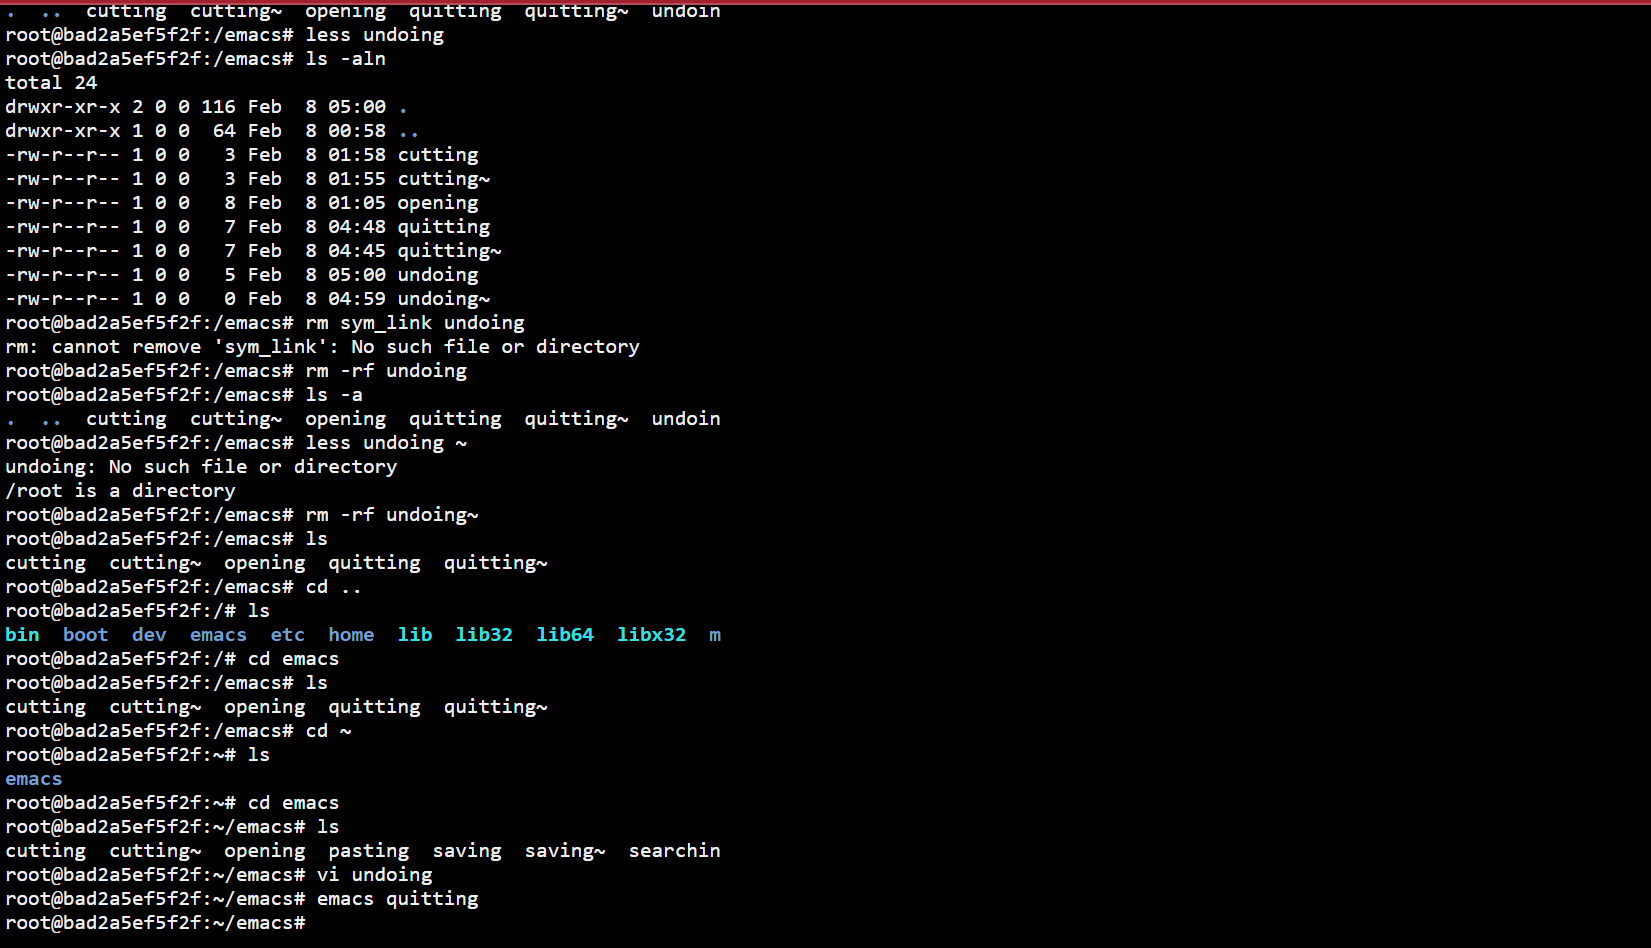 .  ..  cutting  cutting~  opening  quitting  quitting~  undoin
root@bad2a5ef5f2f:/emacs# less undoing
root@bad2a5ef5f2f:/emacs# ls -aln
total 24
drwxr-xr-x 2 0 0 116 Feb  8 05:00 .
drwxr-xr-x 1 0 0  64 Feb  8 00:58 ..
-rw-r--r-- 1 0 0   3 Feb  8 01:58 cutting
-rw-r--r-- 1 0 0   3 Feb  8 01:55 cutting~
-rw-r--r-- 1 0 0   8 Feb  8 01:05 opening
-rw-r--r-- 1 0 0   7 Feb  8 04:48 quitting
-rw-r--r-- 1 0 0   7 Feb  8 04:45 quitting~
-rw-r--r-- 1 0 0   5 Feb  8 05:00 undoing
-rw-r--r-- 1 0 0   0 Feb  8 04:59 undoing~
root@bad2a5ef5f2f:/emacs# rm sym_link undoing
rm: cannot remove 'sym_link': No such file or directory
root@bad2a5ef5f2f:/emacs# rm -rf undoing
root@bad2a5ef5f2f:/emacs# ls -a
.  ..  cutting  cutting~  opening  quitting  quitting~  undoin
root@bad2a5ef5f2f:/emacs# less undoing ~
undoing: No such file or directory
/root is a directory
root@bad2a5ef5f2f:/emacs# rm -rf undoing~
root@bad2a5ef5f2f:/emacs# ls
cutting  cutting~  opening  quitting  quitting~
root@bad2a5ef5f2f:/emacs# cd ..
root@bad2a5ef5f2f:/# ls
bin  boot  dev  emacs  etc  home  lib  lib32  lib64  libx32  m
root@bad2a5ef5f2f:/# cd emacs
root@bad2a5ef5f2f:/emacs# ls
cutting  cutting~  opening  quitting  quitting~
root@bad2a5ef5f2f:/emacs# cd ~
root@bad2a5ef5f2f:~# ls
emacs
root@bad2a5ef5f2f:~# cd emacs
root@bad2a5ef5f2f:~/emacs# ls
cutting  cutting~  opening  pasting  saving  saving~  searchin
root@bad2a5ef5f2f:~/emacs# vi undoing
root@bad2a5ef5f2f:~/emacs# emacs quitting
root@bad2a5ef5f2f:~/emacs#